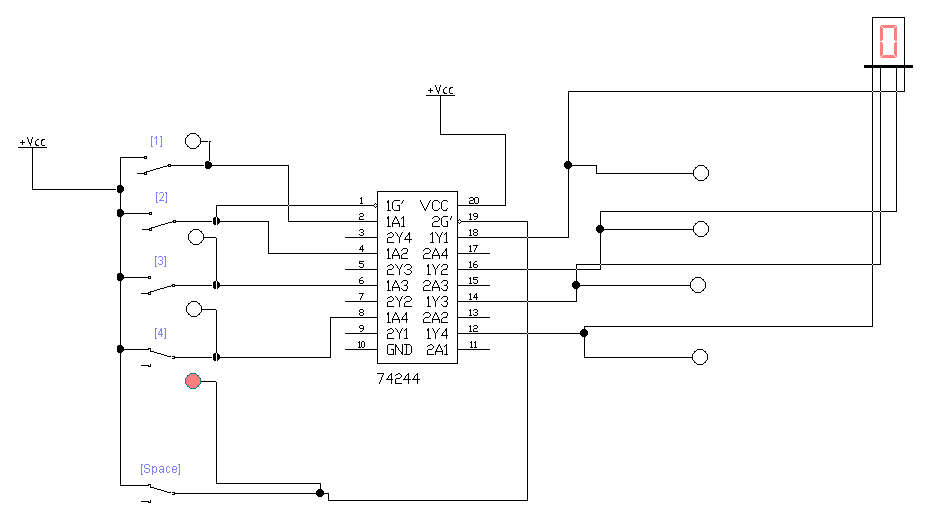 0
+Vcc
+Vcc
[1]
[2]
[3]
[4]
[Space]
1 1G' VCC 20
2 1A1 2G' 19
3 2Y4 1Y1 18
4 1A2 2A4 17
5 2Y3 1Y2 16
6 1A3 2A3 15
7 2Y2 1Y3 14
8 1A4 2A2 13
9 2Y1 1Y4 12
10 GND 2A1 11
74244